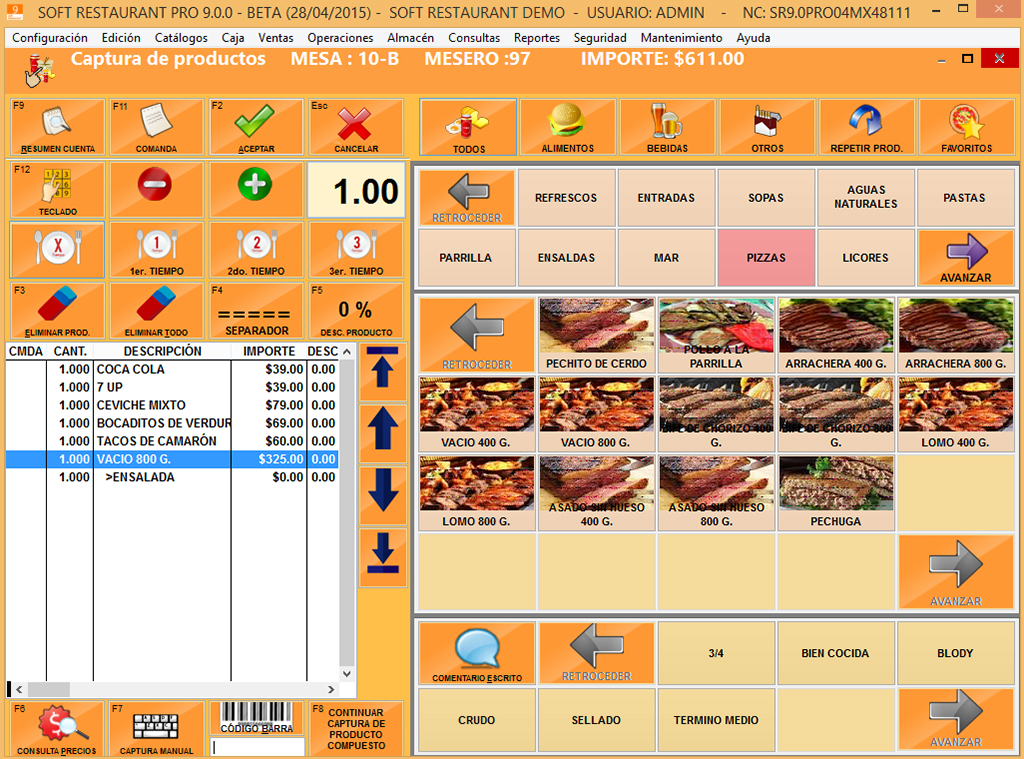 SOFT RESTAURANT PRO 9.0.0 - BETA (28/04/2015) - SOFT RESTAURANT DEMO - USUARIO: ADMIN - NC: SR9.0PRO04MX48111
Configuración Edición Catálogos Caja Ventas Operaciones Almacén Consultas Reportes Seguridad Mantenimiento Ayuda
Captura de productos MESA : 10-B MESERO :97 IMPORTE: $611.00
F9 RESUMEN CUENTA
F11 COMANDA
F2 ACEPTAR
Esc CANCELAR
TODOS
ALIMENTOS
BEBIDAS
OTROS
REPETIR PROD.
FAVORITOS
F12 TECLADO
1.00
X
1 1er. TIEMPO
2 2do. TIEMPO
3 3er. TIEMPO
F3 ELIMINAR PROD.
ELIMINAR TODO
F4 ===== SEPARADOR
F5 0 % DESC. PRODUCTO
CMDA CANT. DESCRIPCIÓN IMPORTE DESC
1.000 COCA COLA $39.00 0.00
1.000 7 UP $39.00 0.00
1.000 CEVICHE MIXTO $79.00 0.00
1.000 BOCADITOS DE VERDUR $69.00 0.00
1.000 TACOS DE CAMARÓN $60.00 0.00
1.000 VACIO 800 G. $325.00 0.00
1.000 >ENSALADA $0.00 0.00
F6 CONSULTA PRECIOS
F7 CAPTURA MANUAL
CÓDIGO BARRA
F8 CONTINUAR
CAPTURA DE
PRODUCTO
COMPUESTO
RETROCEDER
REFRESCOS
ENTRADAS
SOPAS
AGUAS
NATURALES
PASTAS
PARRILLA
ENSALDAS
MAR
PIZZAS
LICORES
AVANZAR
RETROCEDER
PECHITO DE CERDO
POLLO A LA
PARRILLA
ARRACHERA 400 G.
ARRACHERA 800 G.
VACIO 400 G.
VACIO 800 G.
BIFE DE CHORIZO 400
G.
BIFE DE CHORIZO 800
G.
LOMO 400 G.
LOMO 800 G.
ASADO SIN HUESO
400 G.
ASADO SIN HUESO
800 G.
PECHUGA
AVANZAR
COMENTARIO ESCRITO
RETROCEDER
3/4
BIEN COCIDA
BLODY
CRUDO
SELLADO
TERMINO MEDIO
AVANZAR